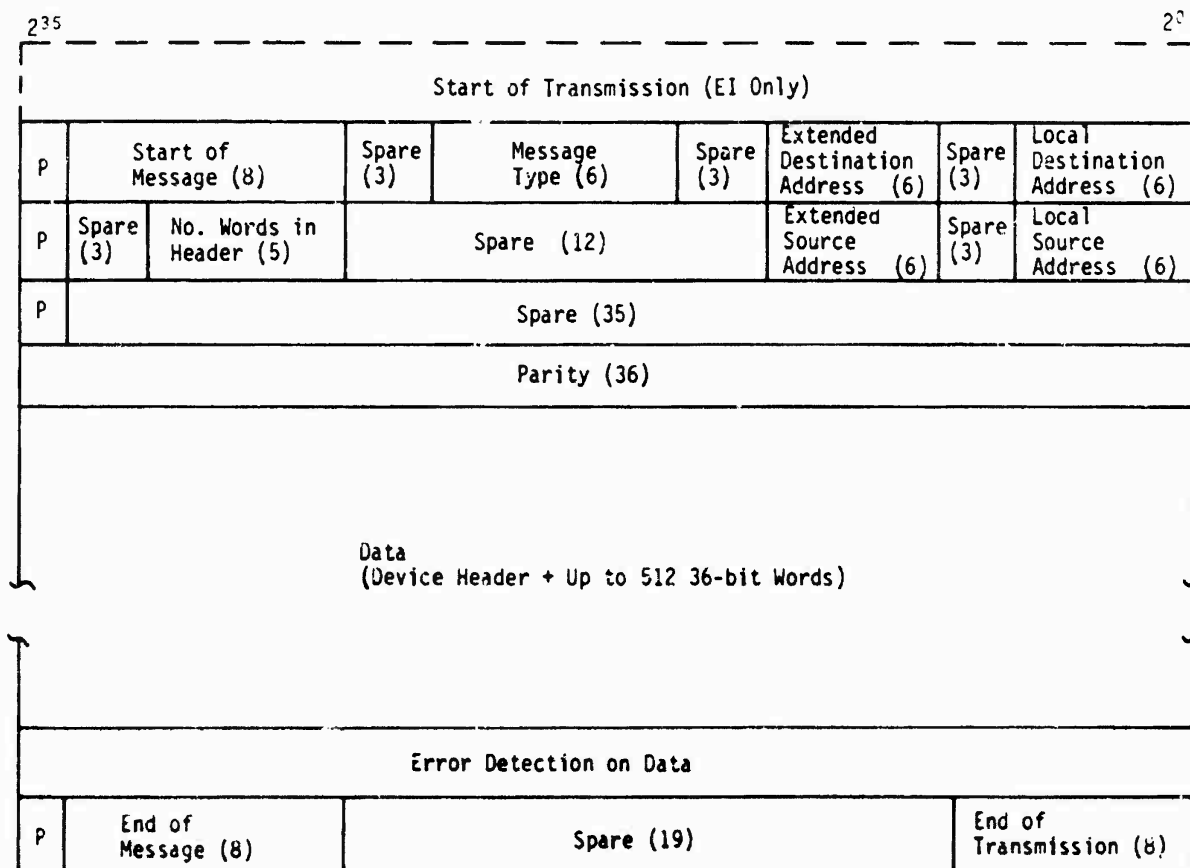 2³⁵ 2⁰
Start of Transmission (EI Only)
P
Start of
Message (8)
Spare
(3)
Message
Type (6)
Spare
(3)
Extended
Destination
Address (6)
Spare
(3)
Local
Destination
Address (6)
P
Spare
(3)
No. Words in
Header (5)
Spare (12)
Extended
Source
Address (6)
Spare
(3)
Local
Source
Address (6)
P
Spare (35)
Parity (36)
Data
(Device Header + Up to 512 36-bit Words)
Error Detection on Data
P
End of
Message (8)
Spare (19)
End of
Transmission (8)